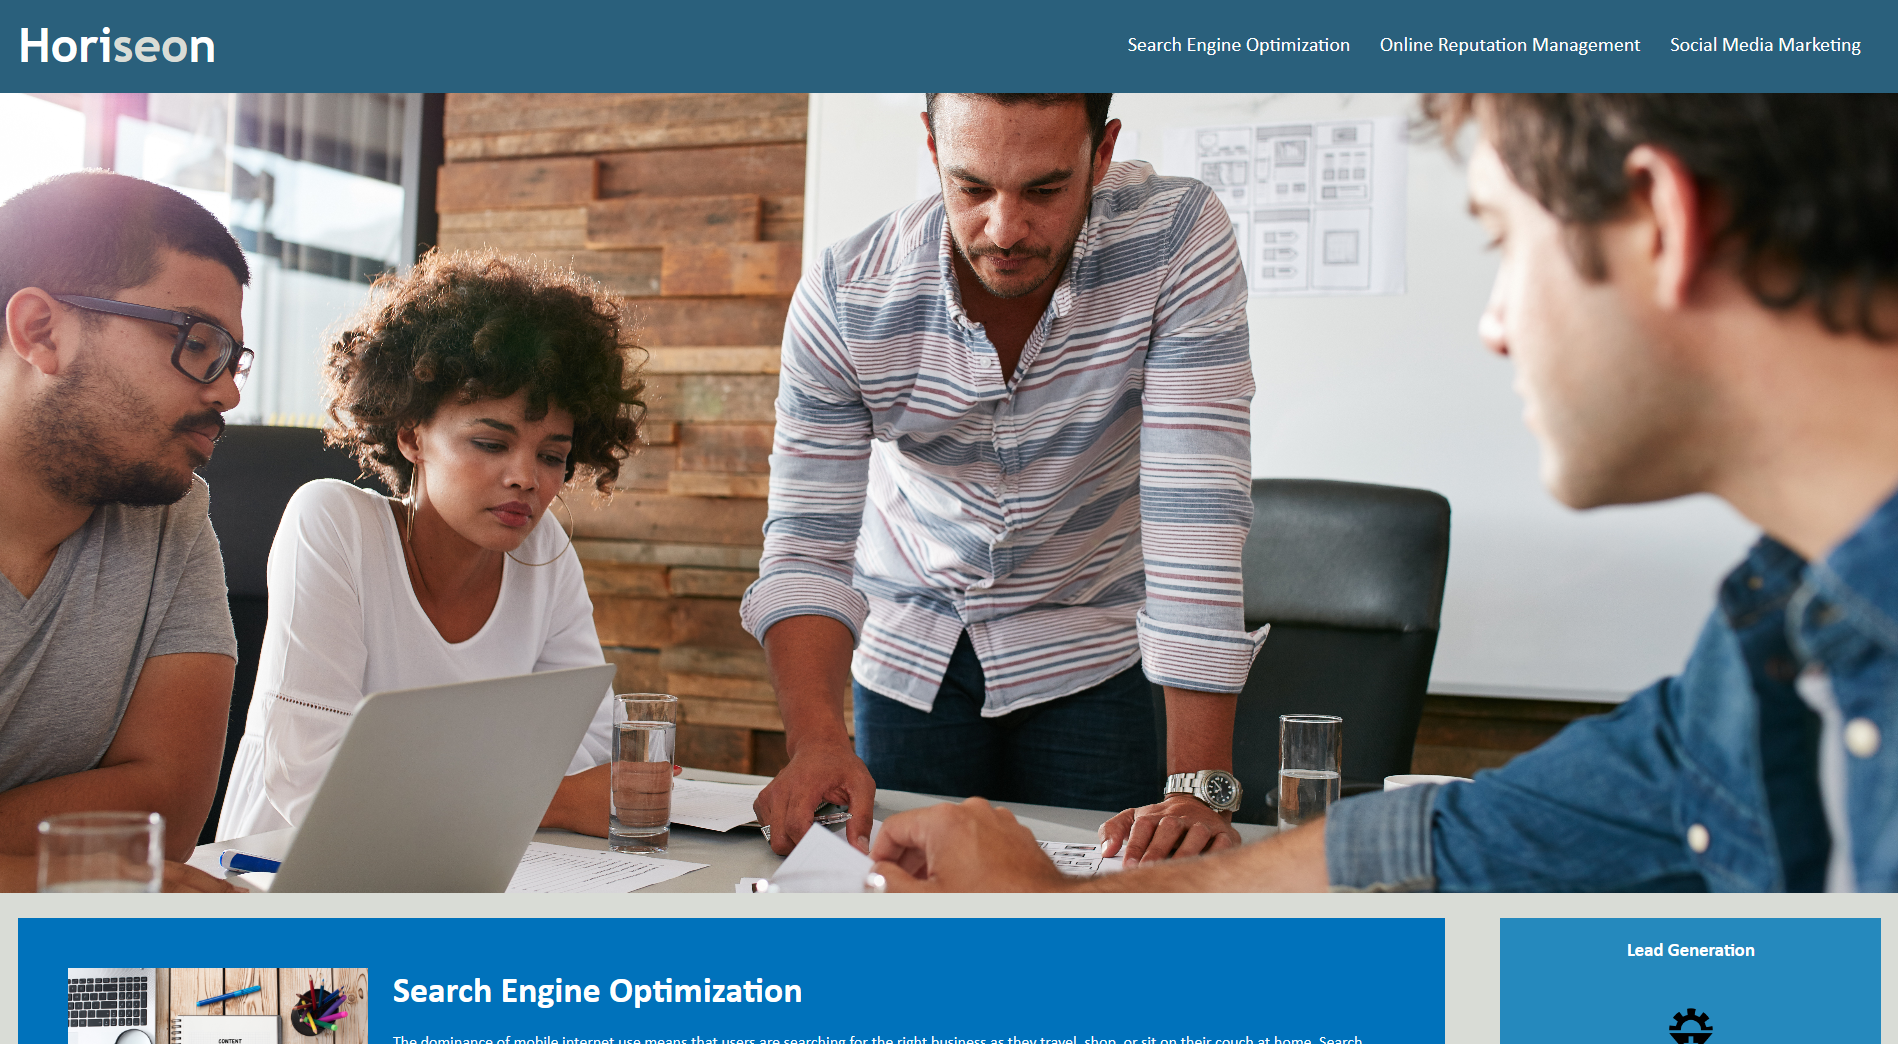 Horiseon
Search Engine Optimization
Online Reputation Management
Social Media Marketing
Search Engine Optimization
The dominance of mobile internet use means that users are searching for the right business as they travel, shop, or sit on their couch at home. Search
Lead Generation
CONTENT